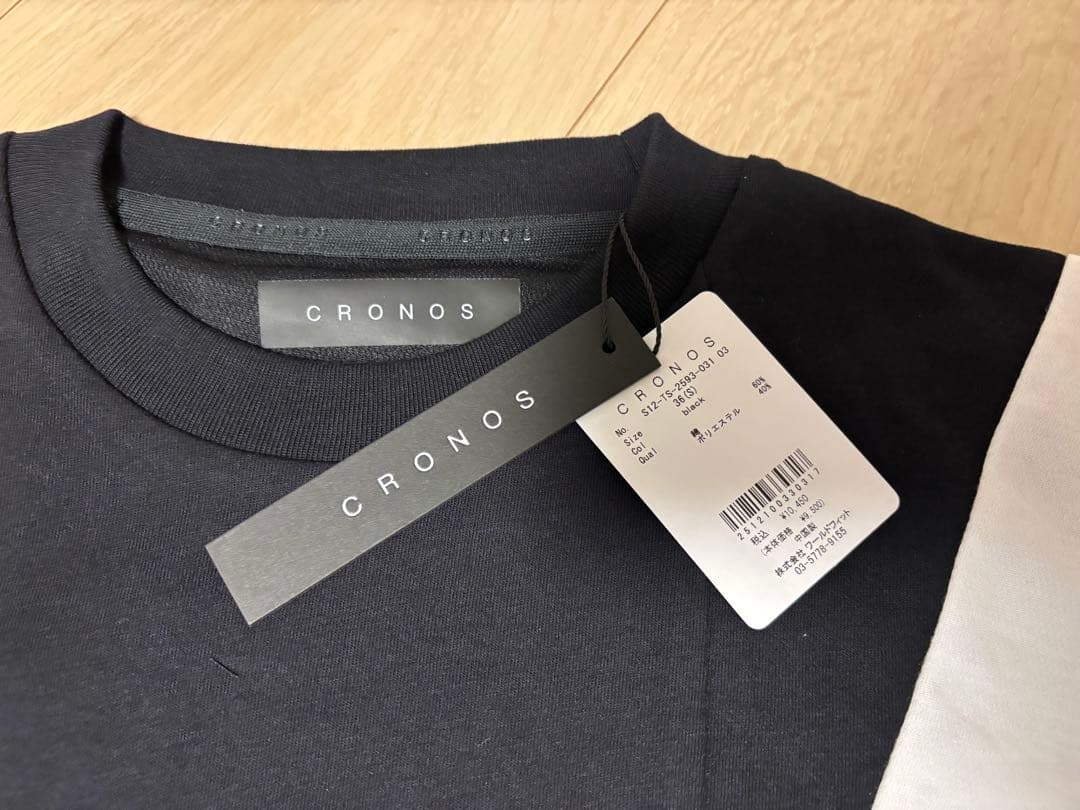 CRONOS CRONOS
CRONOS
CRONOS
CRONOS
No. S12-TS-2593-031 03
Size 36(S)
Col black
Qual 綿 60%
ポリエステル 40%
2512100330317
税込 ¥10,450
(本体価格 ¥9,500)
中国製
株式会社 ワールドフィット
03-5778-9155